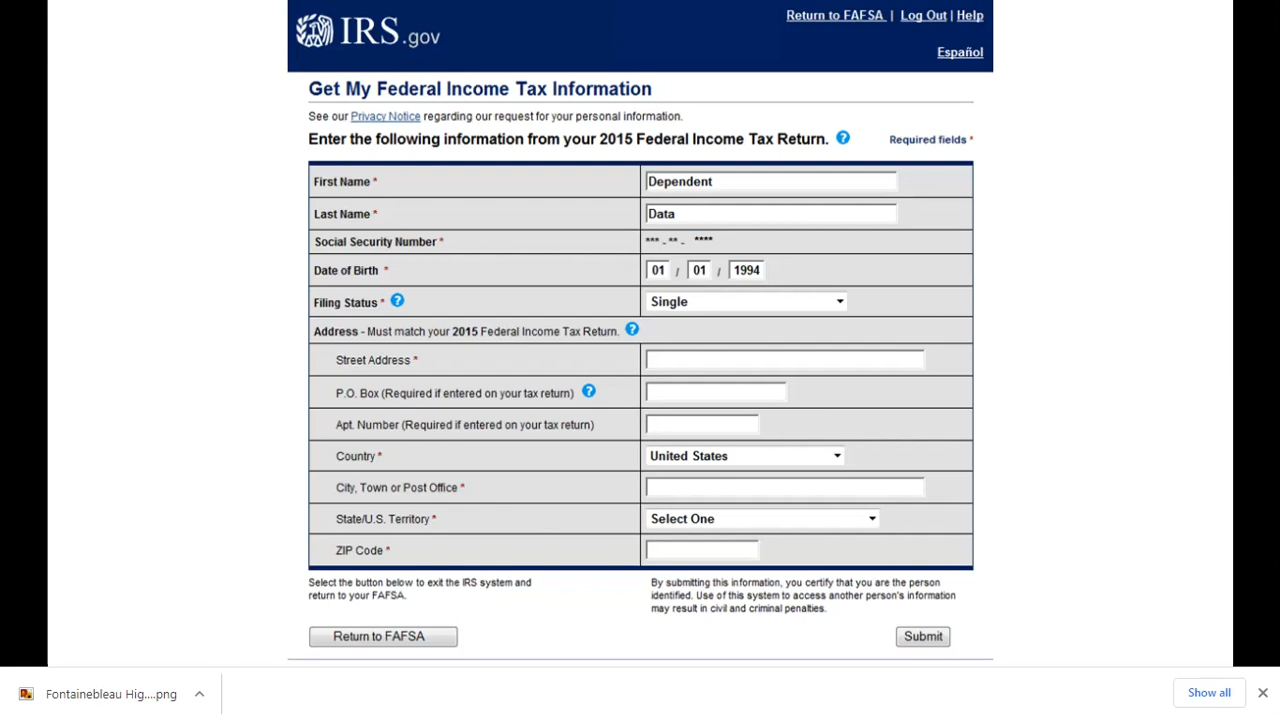 IRS.gov
Return to FAFSA | Log Out | Help
Español
Get My Federal Income Tax Information
See our Privacy Notice regarding our request for your personal information.
Enter the following information from your 2015 Federal Income Tax Return. ?
Required fields *
First Name * Dependent
Last Name * Data
Social Security Number * *** - ** - ****
Date of Birth * 01 / 01 / 1994
Filing Status * ? Single
Address - Must match your 2015 Federal Income Tax Return. ?
Street Address *
P.O. Box (Required if entered on your tax return) ?
Apt. Number (Required if entered on your tax return)
Country * United States
City, Town or Post Office *
State/U.S. Territory * Select One
ZIP Code *
Select the button below to exit the IRS system and
return to your FAFSA.
By submitting this information, you certify that you are the person
identified. Use of this system to access another person's information
may result in civil and criminal penalties.
Return to FAFSA
Submit
Fontainebleau Hig....png
Show all